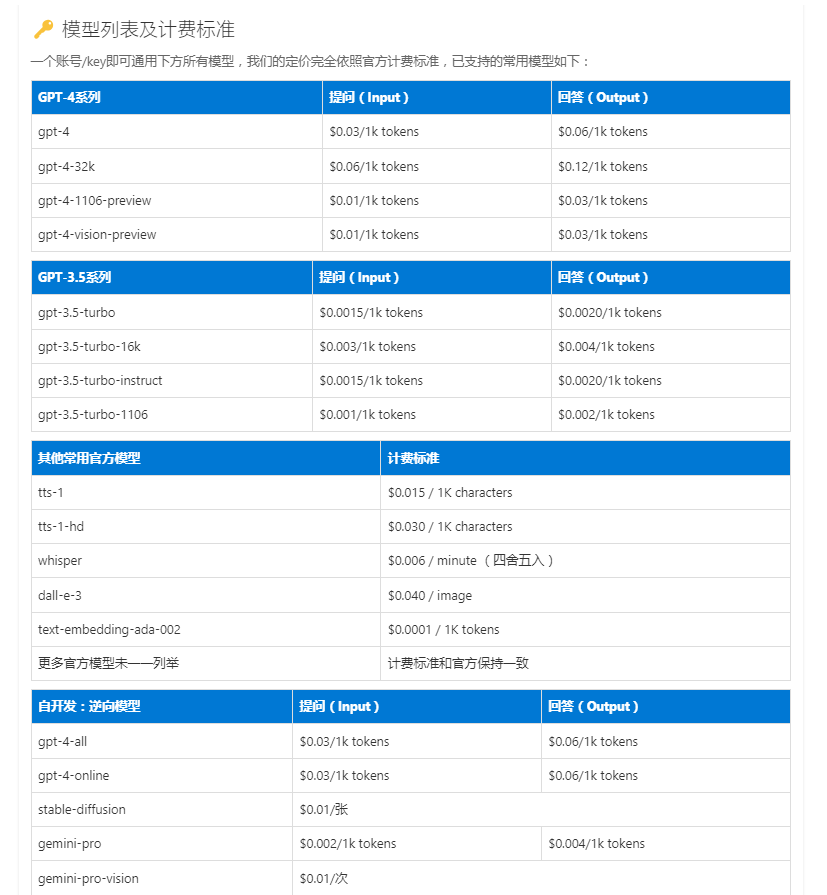 🔑 模型列表及计费标准
一个账号/key即可通用下方所有模型，我们的定价完全依照官方计费标准，已支持的常用模型如下：
GPT-4系列 提问（Input） 回答（Output）
gpt-4 $0.03/1k tokens $0.06/1k tokens
gpt-4-32k $0.06/1k tokens $0.12/1k tokens
gpt-4-1106-preview $0.01/1k tokens $0.03/1k tokens
gpt-4-vision-preview $0.01/1k tokens $0.03/1k tokens
GPT-3.5系列 提问（Input） 回答（Output）
gpt-3.5-turbo $0.0015/1k tokens $0.0020/1k tokens
gpt-3.5-turbo-16k $0.003/1k tokens $0.004/1k tokens
gpt-3.5-turbo-instruct $0.0015/1k tokens $0.0020/1k tokens
gpt-3.5-turbo-1106 $0.001/1k tokens $0.002/1k tokens
其他常用官方模型 计费标准
tts-1 $0.015 / 1K characters
tts-1-hd $0.030 / 1K characters
whisper $0.006 / minute （四舍五入）
dall-e-3 $0.040 / image
text-embedding-ada-002 $0.0001 / 1K tokens
更多官方模型未一一列举 计费标准和官方保持一致
自开发：逆向模型 提问（Input） 回答（Output）
gpt-4-all $0.03/1k tokens $0.06/1k tokens
gpt-4-online $0.03/1k tokens $0.06/1k tokens
stable-diffusion $0.01/张
gemini-pro $0.002/1k tokens $0.004/1k tokens
gemini-pro-vision $0.01/次